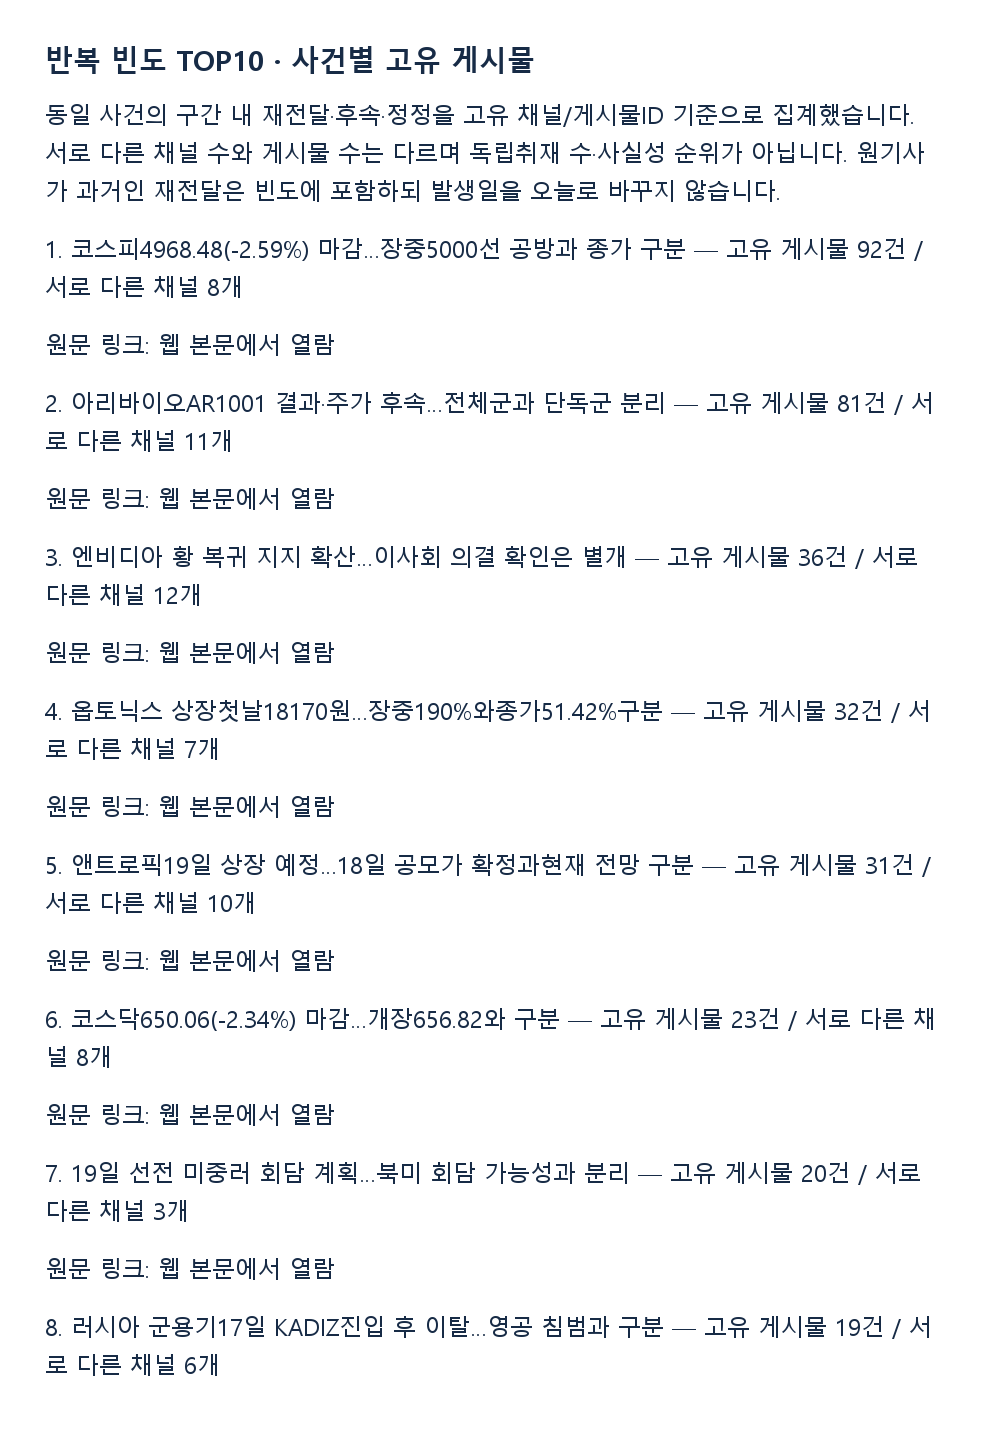 반복 빈도 TOP10 · 사건별 고유 게시물
동일 사건의 구간 내 재전달·후속·정정을 고유 채널/게시물ID 기준으로 집계했습니다.
서로 다른 채널 수와 게시물 수는 다르며 독립취재 수·사실성 순위가 아닙니다. 원기사
가 과거인 재전달은 빈도에 포함하되 발생일을 오늘로 바꾸지 않습니다.
1. 코스피4968.48(-2.59%) 마감...장중5000선 공방과 종가 구분 — 고유 게시물 92건 /
서로 다른 채널 8개
원문 링크: 웹 본문에서 열람
2. 아리바이오AR1001 결과·주가 후속...전체군과 단독군 분리 — 고유 게시물 81건 / 서
로 다른 채널 11개
원문 링크: 웹 본문에서 열람
3. 엔비디아 황 복귀 지지 확산...이사회 의결 확인은 별개 — 고유 게시물 36건 / 서로
다른 채널 12개
원문 링크: 웹 본문에서 열람
4. 옵토닉스 상장첫날18170원...장중190%와종가51.42%구분 — 고유 게시물 32건 / 서
로 다른 채널 7개
원문 링크: 웹 본문에서 열람
5. 앤트로픽19일 상장 예정...18일 공모가 확정과현재 전망 구분 — 고유 게시물 31건 /
서로 다른 채널 10개
원문 링크: 웹 본문에서 열람
6. 코스닥650.06(-2.34%) 마감...개장656.82와 구분 — 고유 게시물 23건 / 서로 다른 채
널 8개
원문 링크: 웹 본문에서 열람
7. 19일 선전 미중러 회담 계획...북미 회담 가능성과 분리 — 고유 게시물 20건 / 서로
다른 채널 3개
원문 링크: 웹 본문에서 열람
8. 러시아 군용기17일 KADIZ진입 후 이탈...영공 침범과 구분 — 고유 게시물 19건 / 서
로 다른 채널 6개